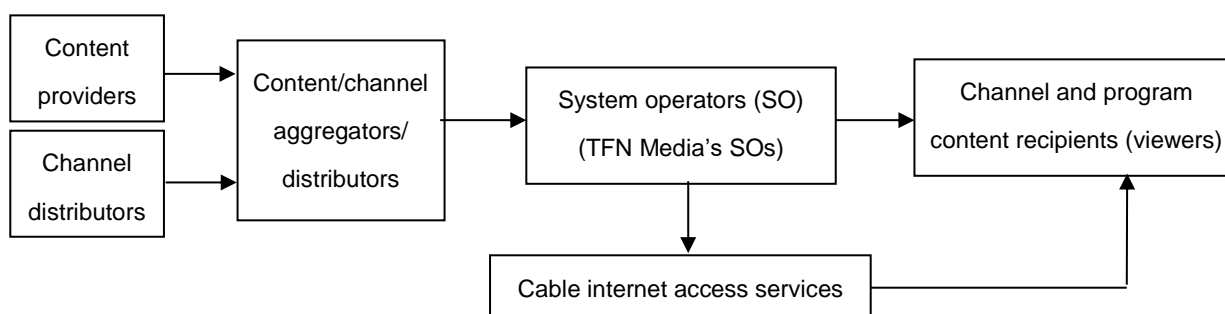 Content
providers
Channel
distributors
Content/channel
aggregators/
distributors
System operators (SO)
(TFN Media’s SOs)
Channel and program
content recipients (viewers)
Cable internet access services